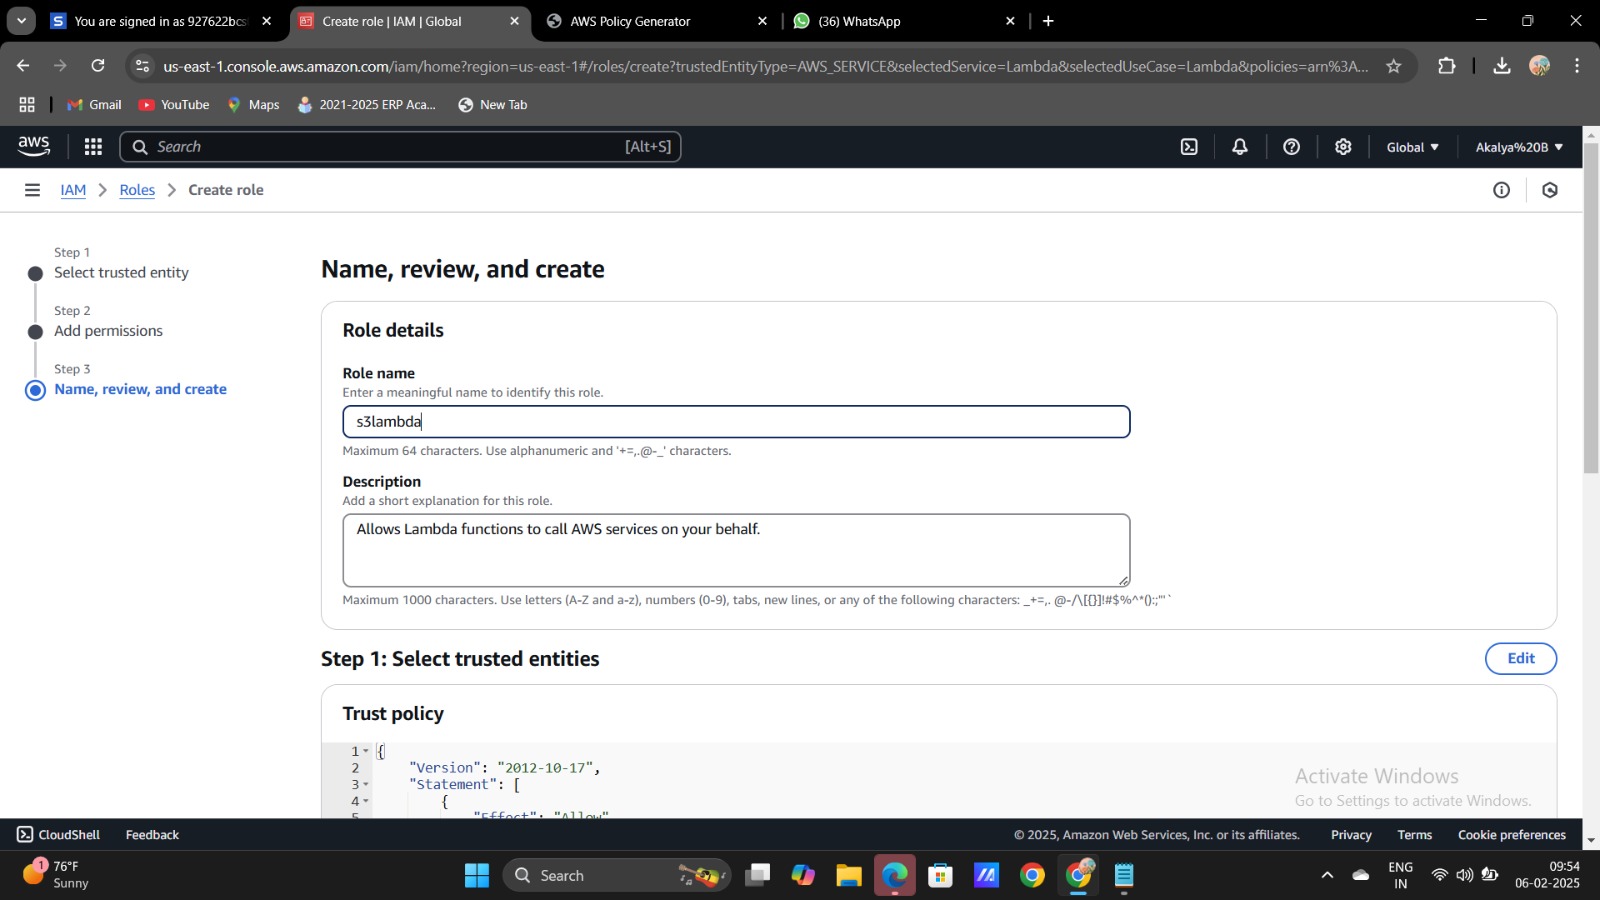 You are signed in as 927622bcs
Create role | IAM | Global
AWS Policy Generator
(36) WhatsApp
us-east-1.console.aws.amazon.com/iam/home?region=us-east-1#/roles/create?trustedEntityType=AWS_SERVICE&selectedService=Lambda&selectedUseCase=Lambda&policies=arn%3A...
Gmail
YouTube
Maps
2021-2025 ERP Aca...
New Tab
aws
Search
[Alt+S]
Global
Akalya%20B
IAM
Roles
Create role
Step 1
Select trusted entity
Step 2
Add permissions
Step 3
Name, review, and create
Name, review, and create
Role details
Role name
Enter a meaningful name to identify this role.
s3lambda
Maximum 64 characters. Use alphanumeric and '+=,.@-_' characters.
Description
Add a short explanation for this role.
Allows Lambda functions to call AWS services on your behalf.
Maximum 1000 characters. Use letters (A-Z and a-z), numbers (0-9), tabs, new lines, or any of the following characters: _+=,. @-/\[{}]!#$%^*();:"'`
Step 1: Select trusted entities
Edit
Trust policy
1 {
2 "Version": "2012-10-17",
3 "Statement": [
4 {
5 "Effect": "Allow"
Activate Windows
Go to Settings to activate Windows.
CloudShell
Feedback
© 2025, Amazon Web Services, Inc. or its affiliates.
Privacy
Terms
Cookie preferences
1
76°F
Sunny
Search
ENG
IN
09:54
06-02-2025